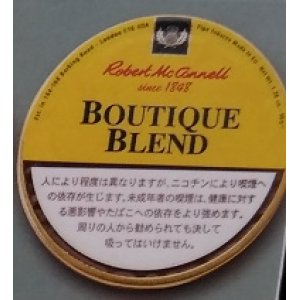 Robert McConnell
since 1848
BOUTIQUE
BLEND
人により程度は異なりますが、ニコチンにより喫煙へ
の依存が生じます。未成年者の喫煙は、健康に対す
る悪影響やたばこへの依存をより強めます。
周りの人から勧められても決して
吸ってはいけません。